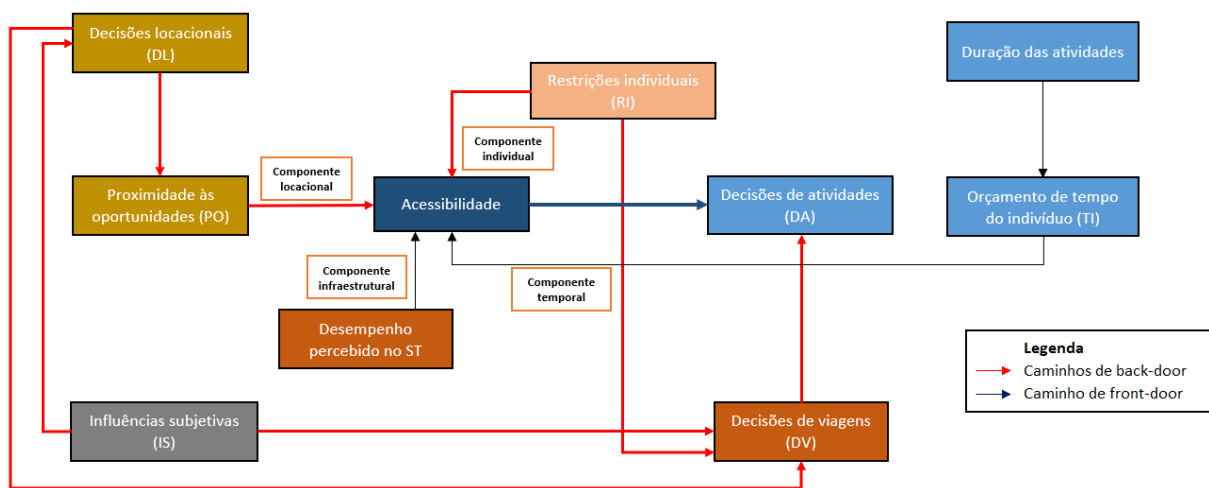 Decisões locacionais
(DL)
Duração das atividades
Restrições individuais
(RI)
Componente
individual
Componente
locacional
Proximidade às
oportunidades (PO)
Acessibilidade
Decisões de atividades
(DA)
Orçamento de tempo
do indivíduo (TI)
Componente
infraestrutural
Componente
temporal
Desempenho
percebido no ST
Legenda
Caminhos de back-door
Caminho de front-door
Influências subjetivas
(IS)
Decisões de viagens
(DV)